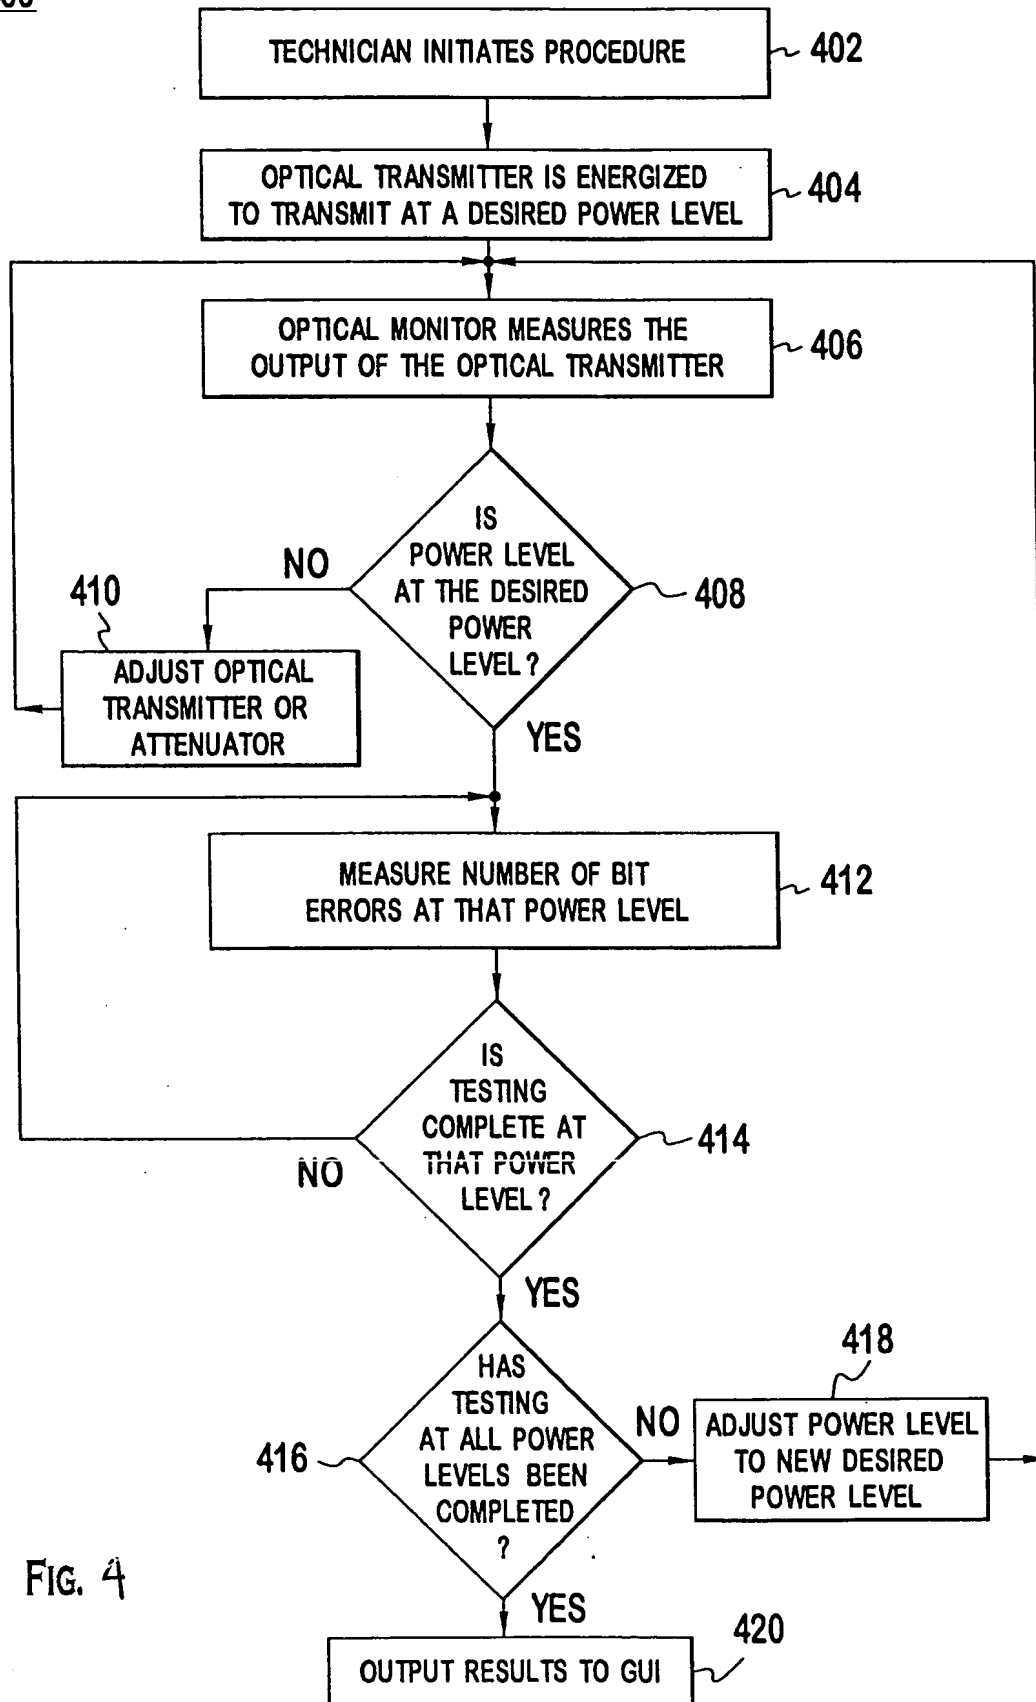 TECHNICIAN INITIATES PROCEDURE
402
OPTICAL TRANSMITTER IS ENERGIZED
TO TRANSMIT AT A DESIRED POWER LEVEL
404
OPTICAL MONITOR MEASURES THE
OUTPUT OF THE OPTICAL TRANSMITTER
406
IS
POWER LEVEL
AT THE DESIRED
POWER
LEVEL?
408
NO
410
ADJUST OPTICAL
TRANSMITTER OR
ATTENUATOR
YES
MEASURE NUMBER OF BIT
ERRORS AT THAT POWER LEVEL
412
IS
TESTING
COMPLETE AT
THAT POWER
LEVEL?
414
NO
YES
HAS
TESTING
AT ALL POWER
LEVELS BEEN
COMPLETED
?
416
NO
418
ADJUST POWER LEVEL
TO NEW DESIRED
POWER LEVEL
YES
FIG. 4
OUTPUT RESULTS TO GUI
420